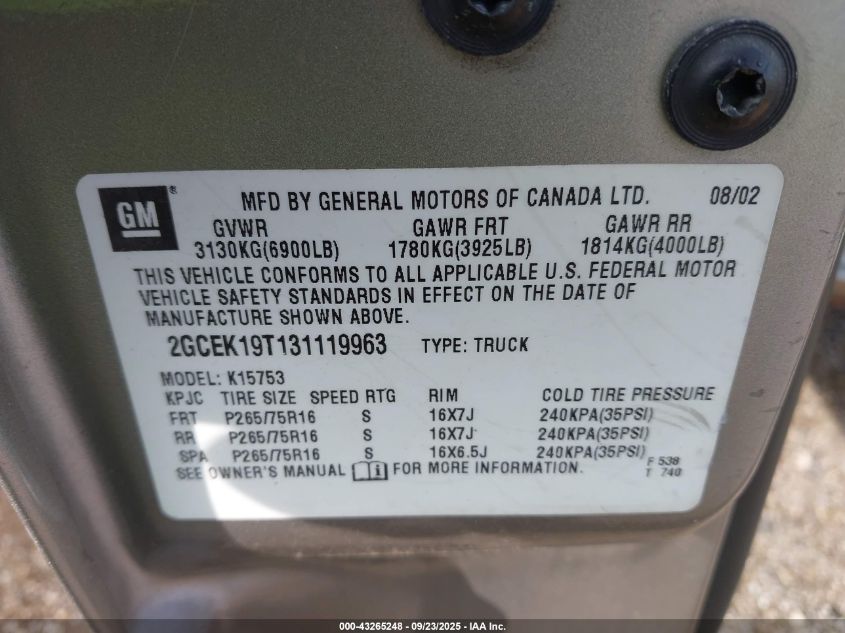 GM® MFD BY GENERAL MOTORS OF CANADA LTD. 08/02
GVWR GAWR FRT GAWR RR
3130KG(6900LB) 1780KG(3925LB) 1814KG(4000LB)
THIS VEHICLE CONFORMS TO ALL APPLICABLE U.S. FEDERAL MOTOR
VEHICLE SAFETY STANDARDS IN EFFECT ON THE DATE OF
MANUFACTURE SHOWN ABOVE.
2GCEK19T131119963 TYPE: TRUCK
MODEL: K15753
KPJC TIRE SIZE SPEED RTG RIM COLD TIRE PRESSURE
FRT P265/75R16 S 16X7J 240KPA(35PSI)
RR P265/75R16 S 16X7J 240KPA(35PSI)
SPA P265/75R16 S 16X6.5J 240KPA(35PSI)
SEE OWNER'S MANUAL i FOR MORE INFORMATION. F 538
T 740
000-43265248 - 09/23/2025 - IAA Inc.